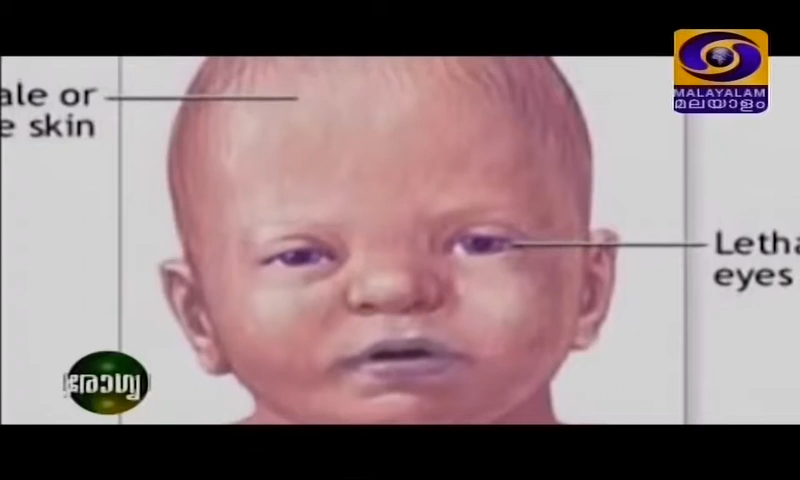 MALAYALAM
മലയാളം
ale or
e skin
Letha
eyes